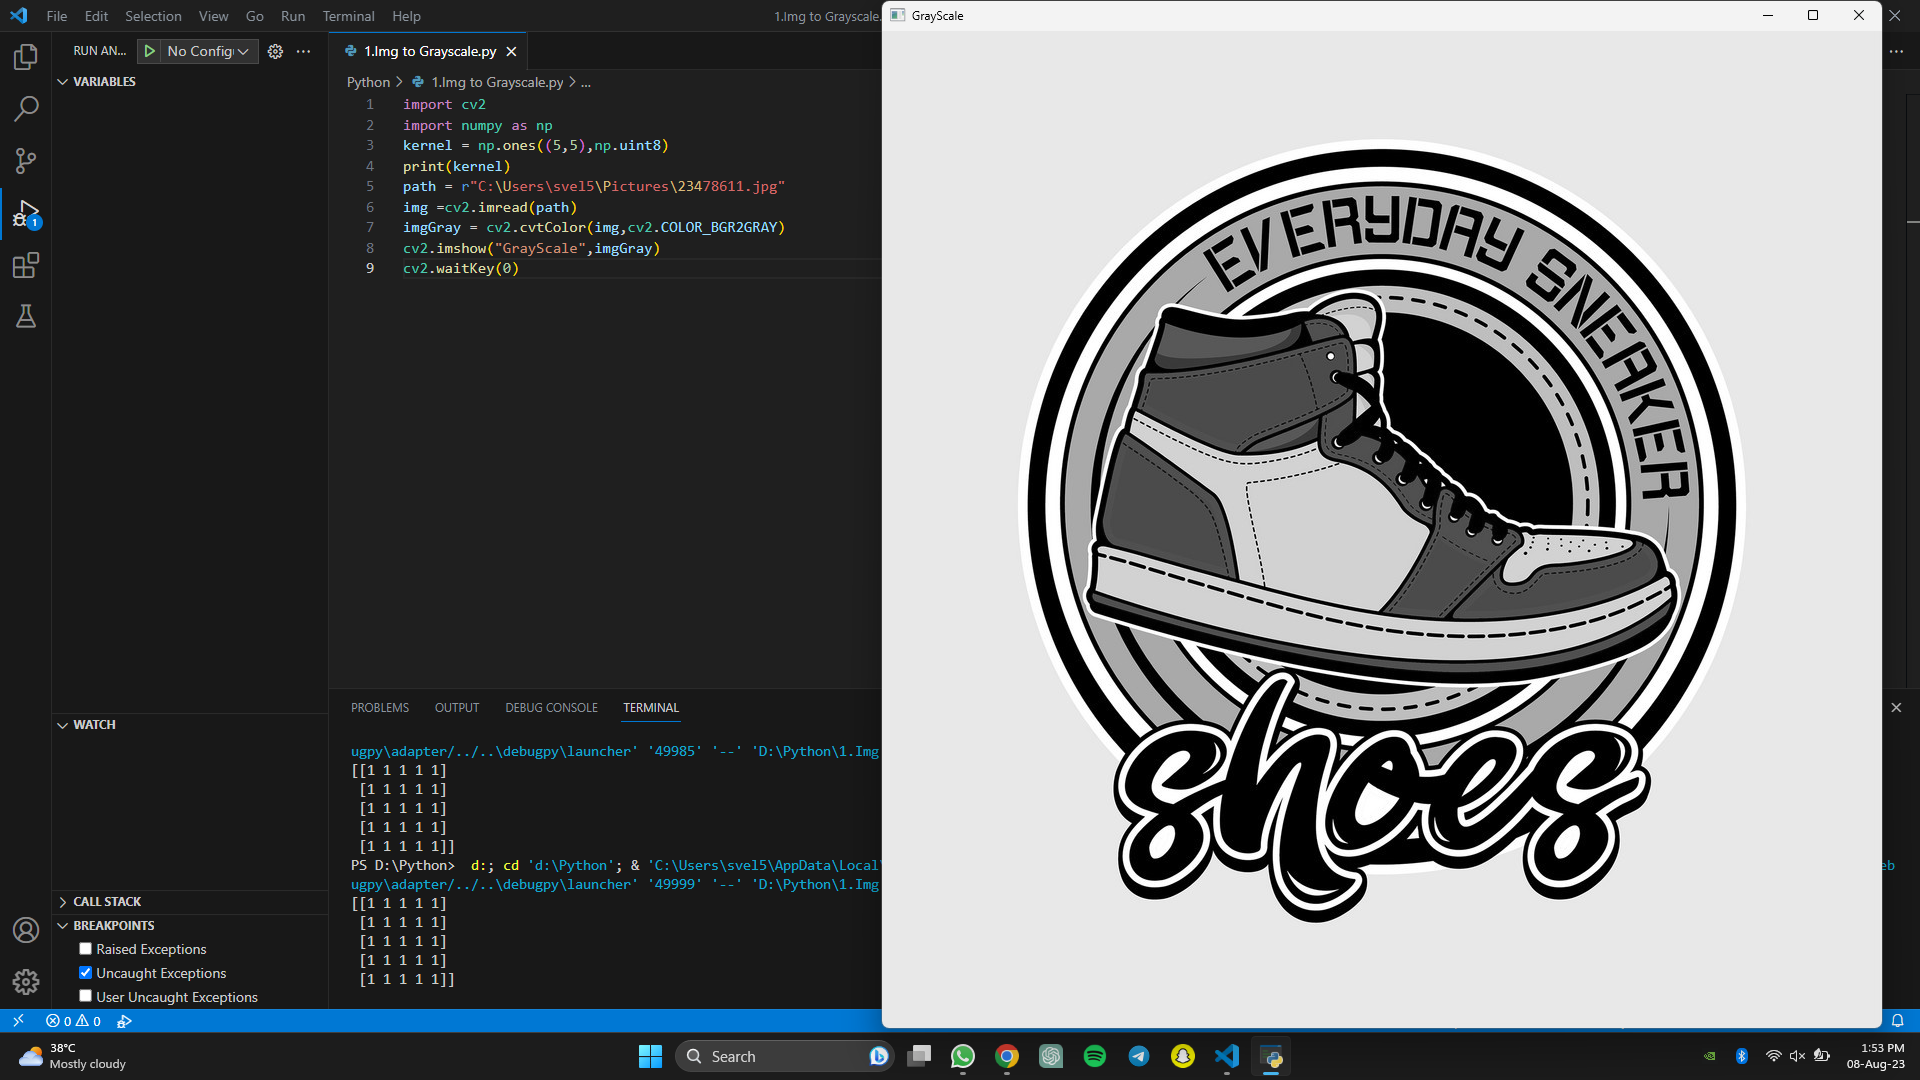 File Edit Selection View Go Run Terminal Help
1.Img to Grayscale.
GrayScale
RUN AN... No Config
1.Img to Grayscale.py
VARIABLES
Python > 1.Img to Grayscale.py > ...
1 import cv2
2 import numpy as np
3 kernel = np.ones((5,5),np.uint8)
4 print(kernel)
5 path = r"C:\Users\svel5\Pictures\23478611.jpg"
6 img =cv2.imread(path)
7 imgGray = cv2.cvtColor(img,cv2.COLOR_BGR2GRAY)
8 cv2.imshow("GrayScale",imgGray)
9 cv2.waitKey(0)
1
EVERYDAY SNEAKER
shoes
PROBLEMS OUTPUT DEBUG CONSOLE TERMINAL
WATCH
ugpy\adapter/../..\debugpy\launcher' '49985' '--' 'D:\Python\1.Img
[[1 1 1 1 1]
[1 1 1 1 1]
[1 1 1 1 1]
[1 1 1 1 1]
[1 1 1 1 1]]
PS D:\Python> d:; cd 'd:\Python'; & 'C:\Users\svel5\AppData\Local\
eb
ugpy\adapter/../..\debugpy\launcher' '49999' '--' 'D:\Python\1.Img
[[1 1 1 1 1]
[1 1 1 1 1]
[1 1 1 1 1]
[1 1 1 1 1]
[1 1 1 1 1]]
CALL STACK
BREAKPOINTS
Raised Exceptions
Uncaught Exceptions
User Uncaught Exceptions
0 0
38°C
Mostly cloudy
Search
1:53 PM
08-Aug-23